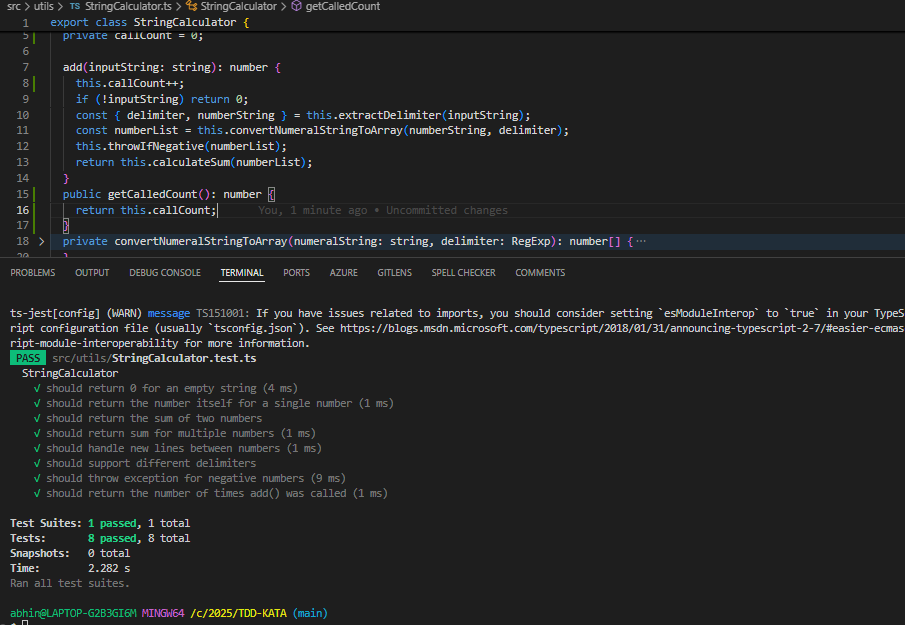 src > utils > TS StringCalculator.ts > StringCalculator > getCalledCount
1 export class StringCalculator {
5 private callCount = 0;
6
7 add(inputString: string): number {
8 this.callCount++;
9 if (!inputString) return 0;
10 const { delimiter, numberString } = this.extractDelimiter(inputString);
11 const numberList = this.convertNumeralStringToArray(numberString, delimiter);
12 this.throwIfNegative(numberList);
13 return this.calculateSum(numberList);
14 }
15 public getCalledCount(): number {
16 return this.callCount; You, 1 minute ago • Uncommitted changes
17 }
18 > private convertNumeralStringToArray(numeralString: string, delimiter: RegExp): number[] { ···
20 }
PROBLEMS OUTPUT DEBUG CONSOLE TERMINAL PORTS AZURE GITLENS SPELL CHECKER COMMENTS
ts-jest[config] (WARN) message TS151001: If you have issues related to imports, you should consider setting `esModuleInterop` to `true` in your TypeS
ript configuration file (usually `tsconfig.json`). See https://blogs.msdn.microsoft.com/typescript/2018/01/31/announcing-typescript-2-7/#easier-ecmas
ript-module-interoperability for more information.
PASS src/utils/StringCalculator.test.ts
StringCalculator
√ should return 0 for an empty string (4 ms)
√ should return the number itself for a single number (1 ms)
√ should return the sum of two numbers
√ should return sum for multiple numbers (1 ms)
√ should handle new lines between numbers (1 ms)
√ should support different delimiters
√ should throw exception for negative numbers (9 ms)
√ should return the number of times add() was called (1 ms)
Test Suites: 1 passed, 1 total
Tests: 8 passed, 8 total
Snapshots: 0 total
Time: 2.282 s
Ran all test suites.
abhin@LAPTOP-G2B3GI6M MINGW64 /c/2025/TDD-KATA (main)